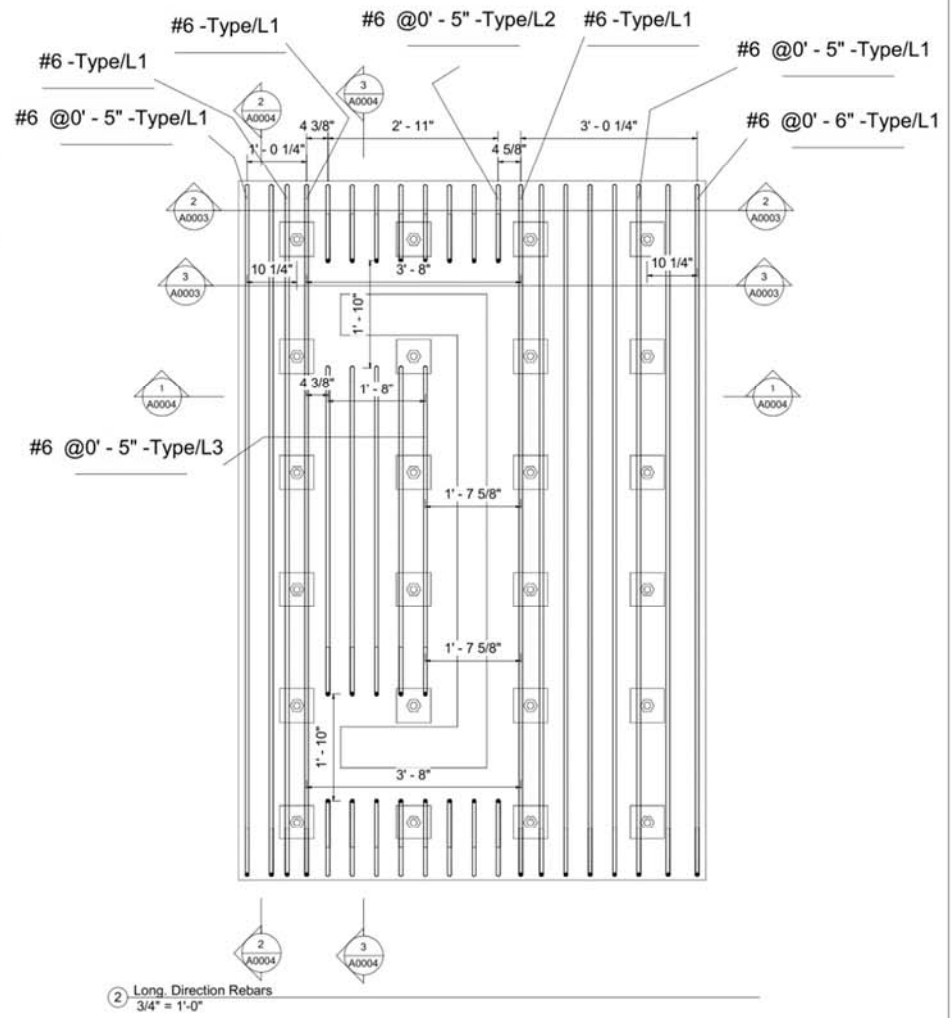 #6 -Type/L1
#6 @0' - 5" -Type/L2
#6 -Type/L1
#6 -Type/L1
#6 @0' - 5" -Type/L1
#6 @0' - 5" -Type/L1
#6 @0' - 6" -Type/L1
2
A0004
3
A0004
4 3/8"
2' - 11"
3' - 0 1/4"
1' - 0 1/4"
4 5/8"
2
A0003
2
A0003
10 1/4"
3' - 8"
10 1/4"
3
A0003
3
A0003
1' - 10"
4 3/8"
1' - 8"
1
A0004
1
A0004
#6 @0' - 5" -Type/L3
1' - 7 5/8"
1' - 7 5/8"
1' - 10"
3' - 8"
2
A0004
3
A0004
2 Long. Direction Rebars
3/4" = 1'-0"